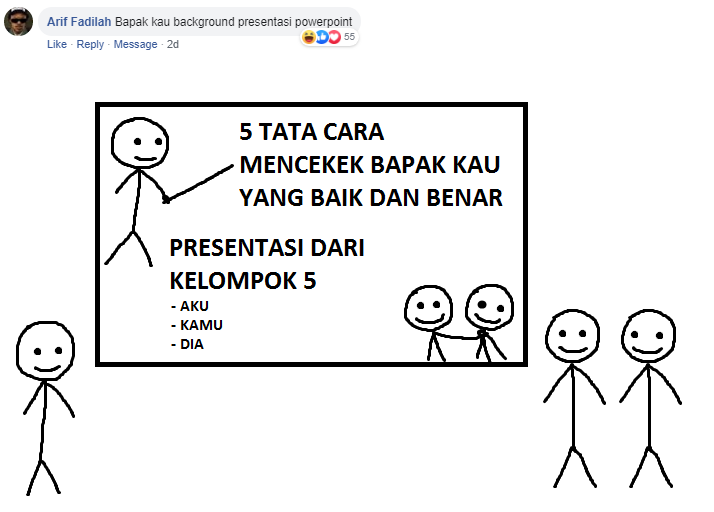 Arif Fadilah Bapak kau background presentasi powerpoint
Like · Reply · Message · 2d
55
5 TATA CARA
MENCEKEK BAPAK KAU
YANG BAIK DAN BENAR
PRESENTASI DARI
KELOMPOK 5
- AKU
- KAMU
- DIA